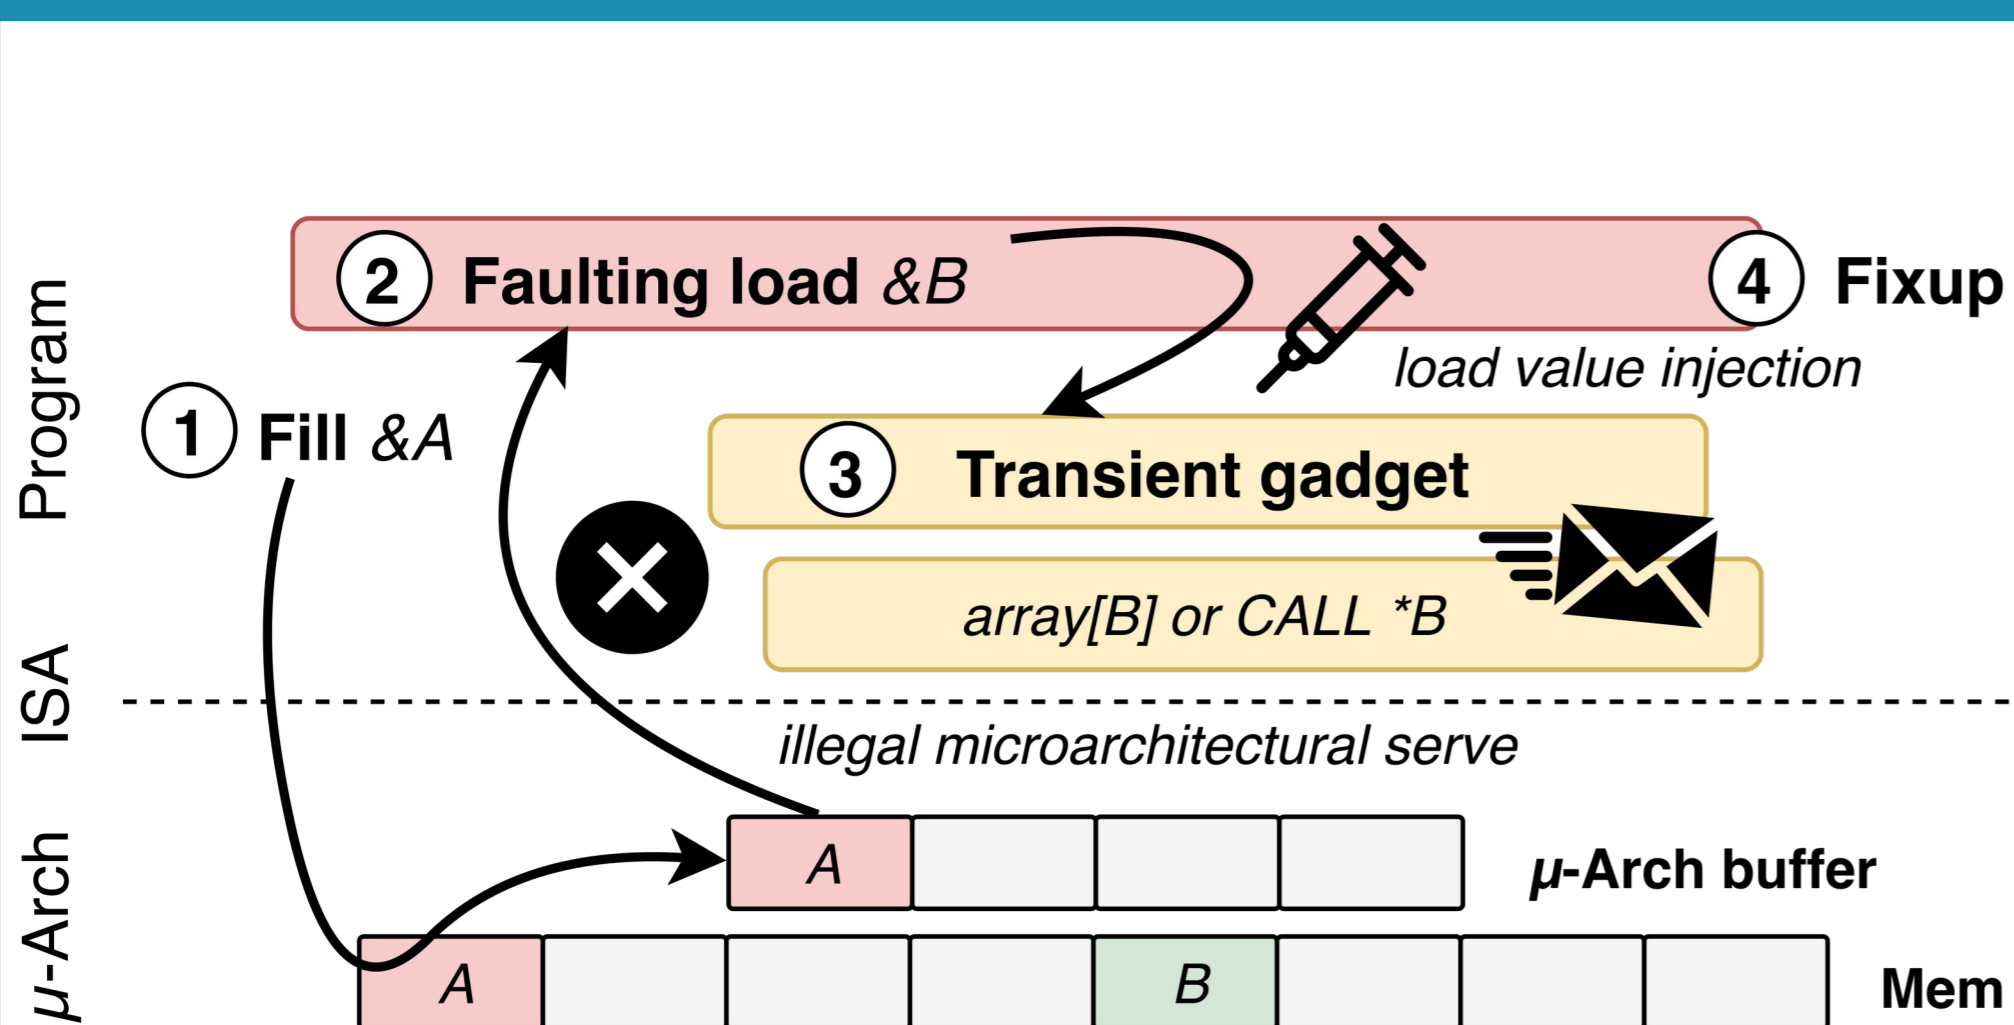 Program
ISA
μ-Arch
2 Faulting load &B
4 Fixup
load value injection
1 Fill &A
3 Transient gadget
array[B] or CALL *B
illegal microarchitectural serve
A
μ-Arch buffer
A
B
Mem